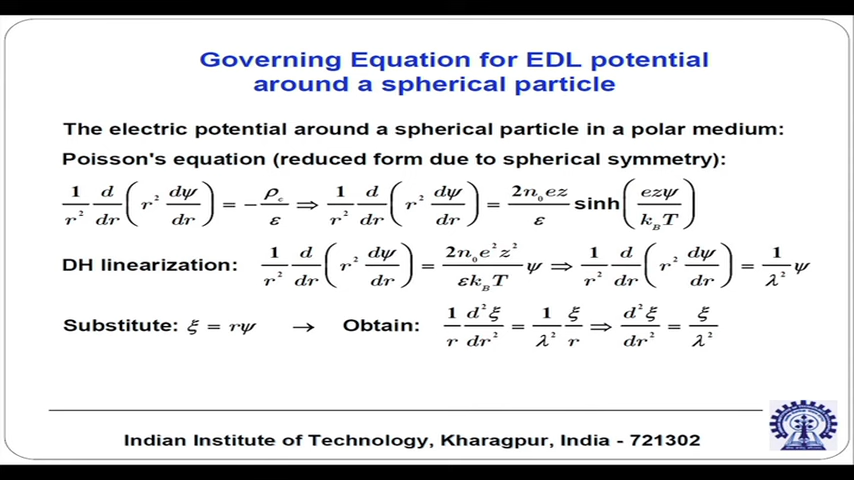 Governing Equation for EDL potential
around a spherical particle
The electric potential around a spherical particle in a polar medium:
Poisson's equation (reduced form due to spherical symmetry):
1/r² d/dr (r² dψ/dr) = −ρₑ/ε ⇒ 1/r² d/dr (r² dψ/dr) = 2n₀ez/ε sinh (ezψ/k_BT)
DH linearization: 1/r² d/dr (r² dψ/dr) = 2n₀e²z²/εk_BT ψ ⇒ 1/r² d/dr (r² dψ/dr) = 1/λ² ψ
Substitute: ξ = rψ → Obtain: 1/r d²ξ/dr² = 1/λ² ξ/r ⇒ d²ξ/dr² = ξ/λ²
Indian Institute of Technology, Kharagpur, India - 721302